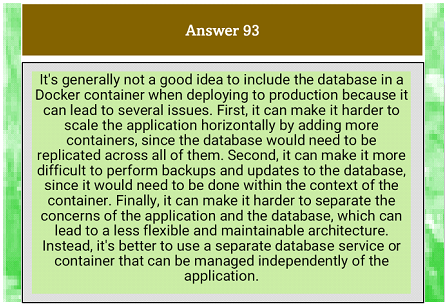 Answer 93
It's generally not a good idea to include the database in a
Docker container when deploying to production because it
can lead to several issues. First, it can make it harder to
scale the application horizontally by adding more
containers, since the database would need to be
replicated across all of them. Second, it can make it more
difficult to perform backups and updates to the database,
since it would need to be done within the context of the
container. Finally, it can make it harder to separate the
concerns of the application and the database, which can
lead to a less flexible and maintainable architecture.
Instead, it's better to use a separate database service or
container that can be managed independently of the
application.